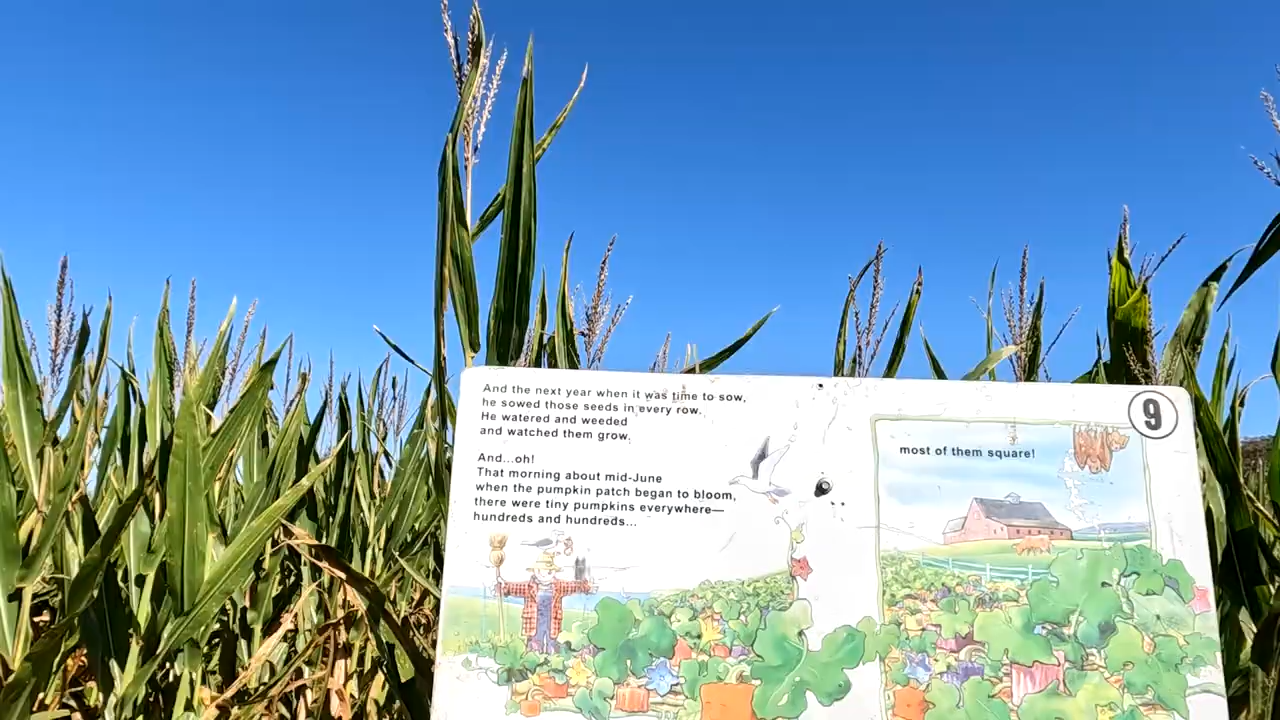 And the next year when it was time to sow,
he sowed those seeds in every row.
He watered and weeded
and watched them grow.
And...oh!
That morning about mid-June
when the pumpkin patch began to bloom,
there were tiny pumpkins everywhere—
hundreds and hundreds...
most of them square!
9